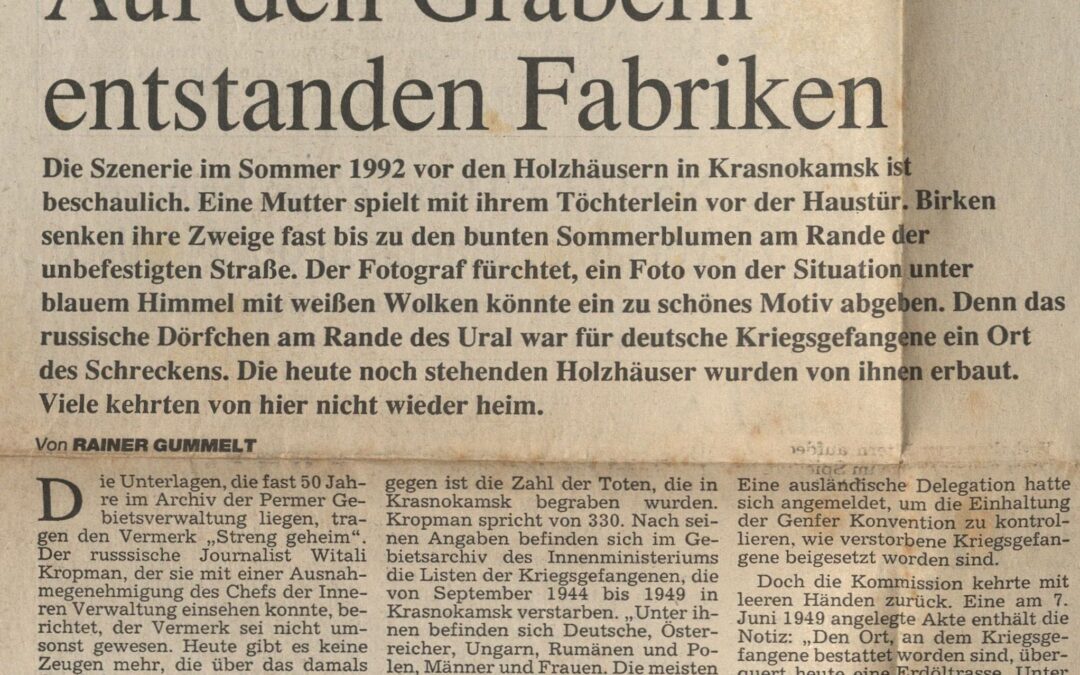 Auf den Gräbern
entstanden Fabriken
Die Szenerie im Sommer 1992 vor den Holzhäusern in Krasnokamsk ist
beschaulich. Eine Mutter spielt mit ihrem Töchterlein vor der Haustür. Birken
senken ihre Zweige fast bis zu den bunten Sommerblumen am Rande der
unbefestigten Straße. Der Fotograf fürchtet, ein Foto von der Situation unter
blauem Himmel mit weißen Wolken könnte ein zu schönes Motiv abgeben. Denn das
russische Dörfchen am Rande des Ural war für deutsche Kriegsgefangene ein Ort
des Schreckens. Die heute noch stehenden Holzhäuser wurden von ihnen erbaut.
Viele kehrten von hier nicht wieder heim.
Von RAINER GUMMELT
Die Unterlagen, die fast 50 Jah-
re im Archiv der Permer Ge-
bietsverwaltung liegen, tra-
gen den Vermerk „Streng geheim“.
Der russsische Journalist Witali
Kropman, der sie mit einer Ausnah-
megenehmigung des Chefs der Inne-
ren Verwaltung einsehen konnte, be-
richtet, der Vermerk sei nicht um-
sonst gewesen. Heute gibt es keine
Zeugen mehr, die über das damals
gegen ist die Zahl der Toten, die in
Krasnokamsk begraben wurden.
Kropman spricht von 330. Nach sei-
nen Angaben befinden sich im Ge-
bietsarchiv des Innenministeriums
die Listen der Kriegsgefangenen, die
von September 1944 bis 1949 in
Krasnokamsk verstarben. „Unter ih-
nen befinden sich Deutsche, Öster-
reicher, Ungarn, Rumänen und Po-
len, Männer und Frauen. Die meisten
Eine ausländische Delegation hatte
sich angemeldet, um die Einhaltung
der Genfer Konvention zu kontrol-
lieren, wie verstorbene Kriegsgefan-
gene beigesetzt worden sind.
Doch die Kommission kehrte mit
leeren Händen zurück. Eine am 7.
Juni 1949 angelegte Akte enthält die
Notiz: „Den Ort, an dem Kriegsge-
fangene bestattet worden sind, über-
quert heute eine Erdöltrasse. Unter